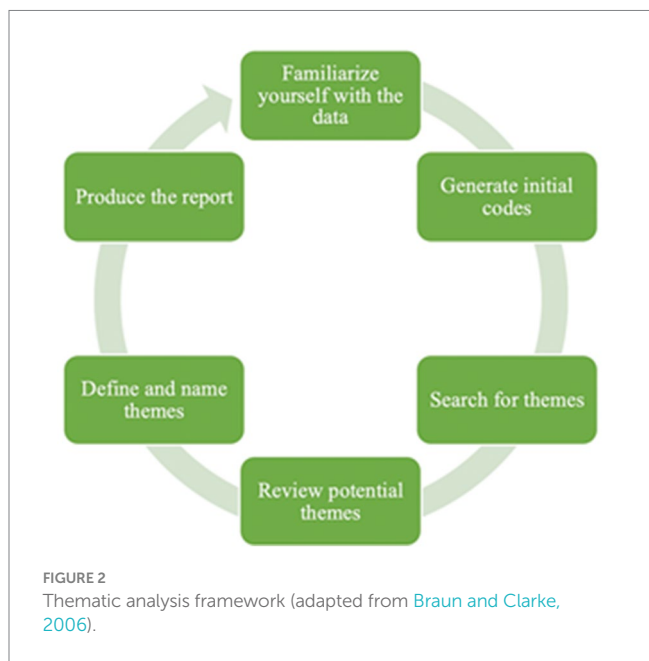 Familiarize
yourself with the
data
Generate initial
codes
Search for themes
Review potential
themes
Define and name
themes
Produce the report
FIGURE 2
Thematic analysis framework (adapted from Braun and Clarke,
2006).